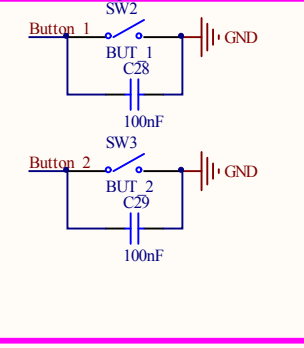 SW2
Button_1
GND
BUT_1
C28
100nF
SW3
Button_2
GND
BUT_2
C29
100nF